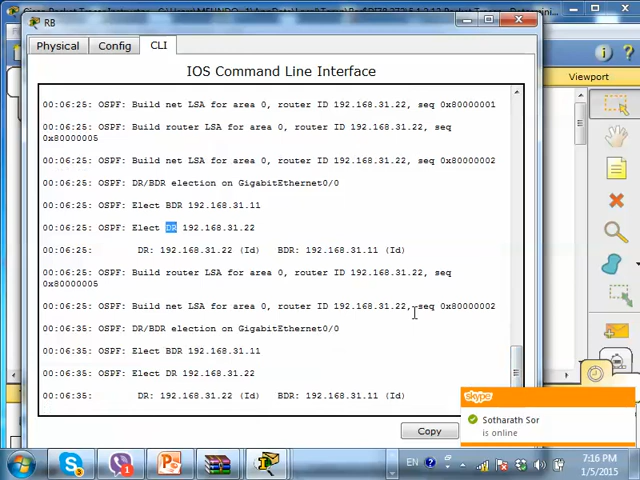 RB
Physical Config CLI
IOS Command Line Interface
Viewport
00:06:25: OSPF: Build net LSA for area 0, router ID 192.168.31.22, seq 0x80000001
00:06:25: OSPF: Build router LSA for area 0, router ID 192.168.31.22, seq
0x80000005
00:06:25: OSPF: Build net LSA for area 0, router ID 192.168.31.22, seq 0x80000002
00:06:25: OSPF: DR/BDR election on GigabitEthernet0/0
00:06:25: OSPF: Elect BDR 192.168.31.11
00:06:25: OSPF: Elect DR 192.168.31.22
00:06:25: DR: 192.168.31.22 (Id) BDR: 192.168.31.11 (Id)
00:06:25: OSPF: Build router LSA for area 0, router ID 192.168.31.22, seq
0x80000005
00:06:25: OSPF: Build net LSA for area 0, router ID 192.168.31.22, seq 0x80000002
00:06:35: OSPF: DR/BDR election on GigabitEthernet0/0
00:06:35: OSPF: Elect BDR 192.168.31.11
00:06:35: OSPF: Elect DR 192.168.31.22
00:06:35: DR: 192.168.31.22 (Id) BDR: 192.168.31.11 (Id)
Copy
skype
Sotharath Sor
is online
EN
7:16 PM
1/5/2015